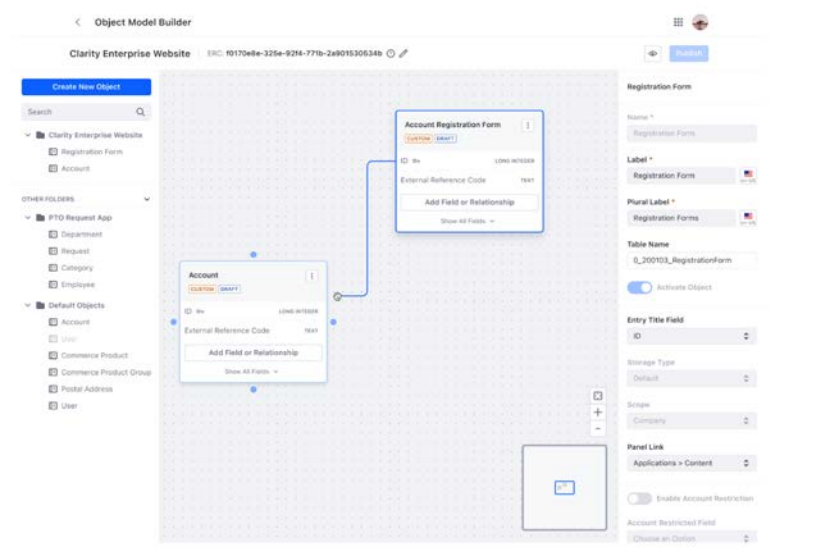 Object Model Builder
Clarity Enterprise Website
ERC: f0170e8e-325e-92f4-771b-2a901530534b
Publish
Create New Object
Search
Clarity Enterprise Website
Registration Form
Account
OTHER FOLDERS
PTO Request App
Department
Request
Category
Employee
Default Objects
Account
User
Commerce Product
Commerce Product Group
Postal Address
User
Account Registration Form
CUSTOM DRAFT
ID
LONG INTEGER
External Reference Code
TEXT
Add Field or Relationship
Show All Fields
Account
CUSTOM DRAFT
ID
LONG INTEGER
External Reference Code
TEXT
Add Field or Relationship
Show All Fields
Registration Form
Name *
Registration Form
Label *
Registration Form
Plural Label *
Registration Forms
Table Name
0_200103_RegistrationForm
Activate Object
Entry Title Field
ID
Storage Type
Default
Scope
Company
Panel Link
Applications > Content
Enable Account Restriction
Account Restricted Field
Choose an Option